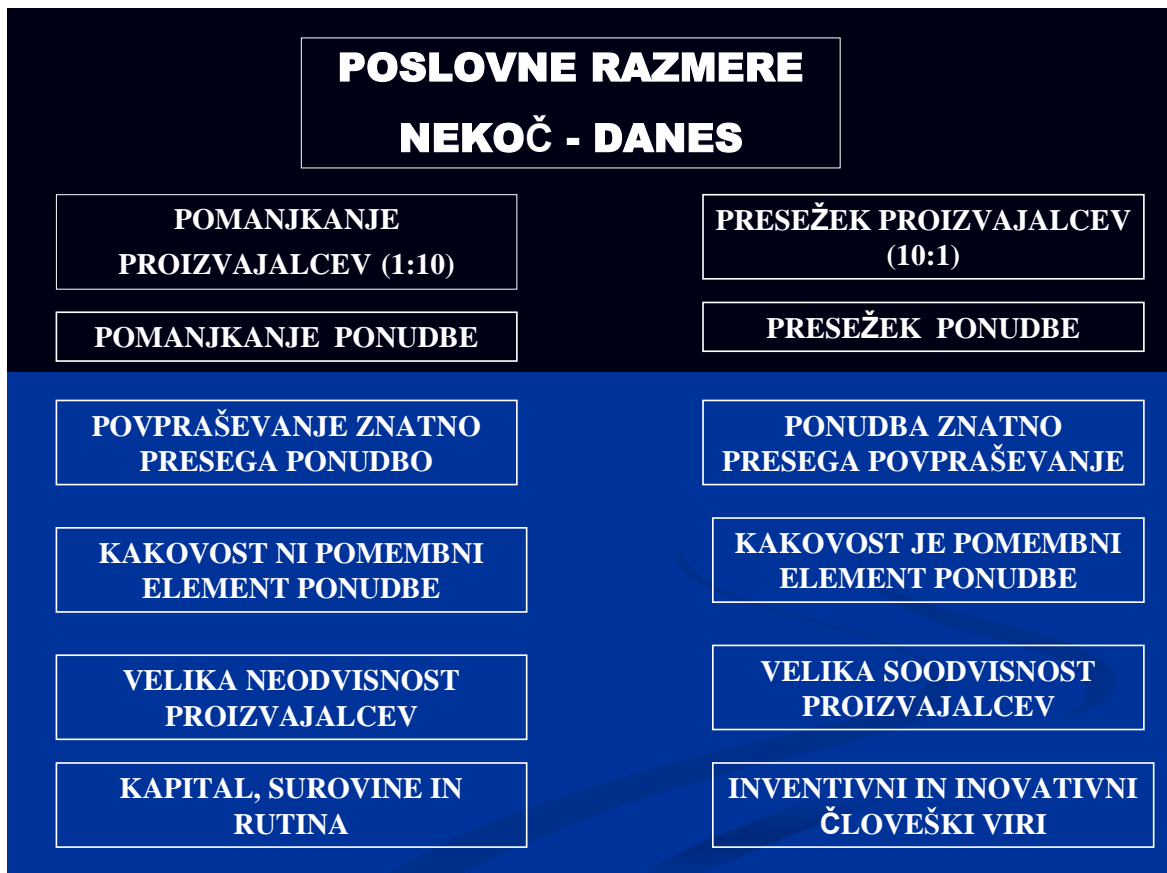 POSLOVNE RAZMERE
NEKOČ - DANES
POMANJKANJE
PROIZVAJALCEV (1:10)
PRESEŽEK PROIZVAJALCEV
(10:1)
POMANJKANJE PONUDBE
PRESEŽEK PONUDBE
POVPRAŠEVANJE ZNATNO
PRESEGA PONUDBO
PONUDBA ZNATNO
PRESEGA POVPRAŠEVANJE
KAKOVOST NI POMEMBNI
ELEMENT PONUDBE
KAKOVOST JE POMEMBNI
ELEMENT PONUDBE
VELIKA NEODVISNOST
PROIZVAJALCEV
VELIKA SOODVISNOST
PROIZVAJALCEV
KAPITAL, SUROVINE IN
RUTINA
INVENTIVNI IN INOVATIVNI
ČLOVEŠKI VIRI